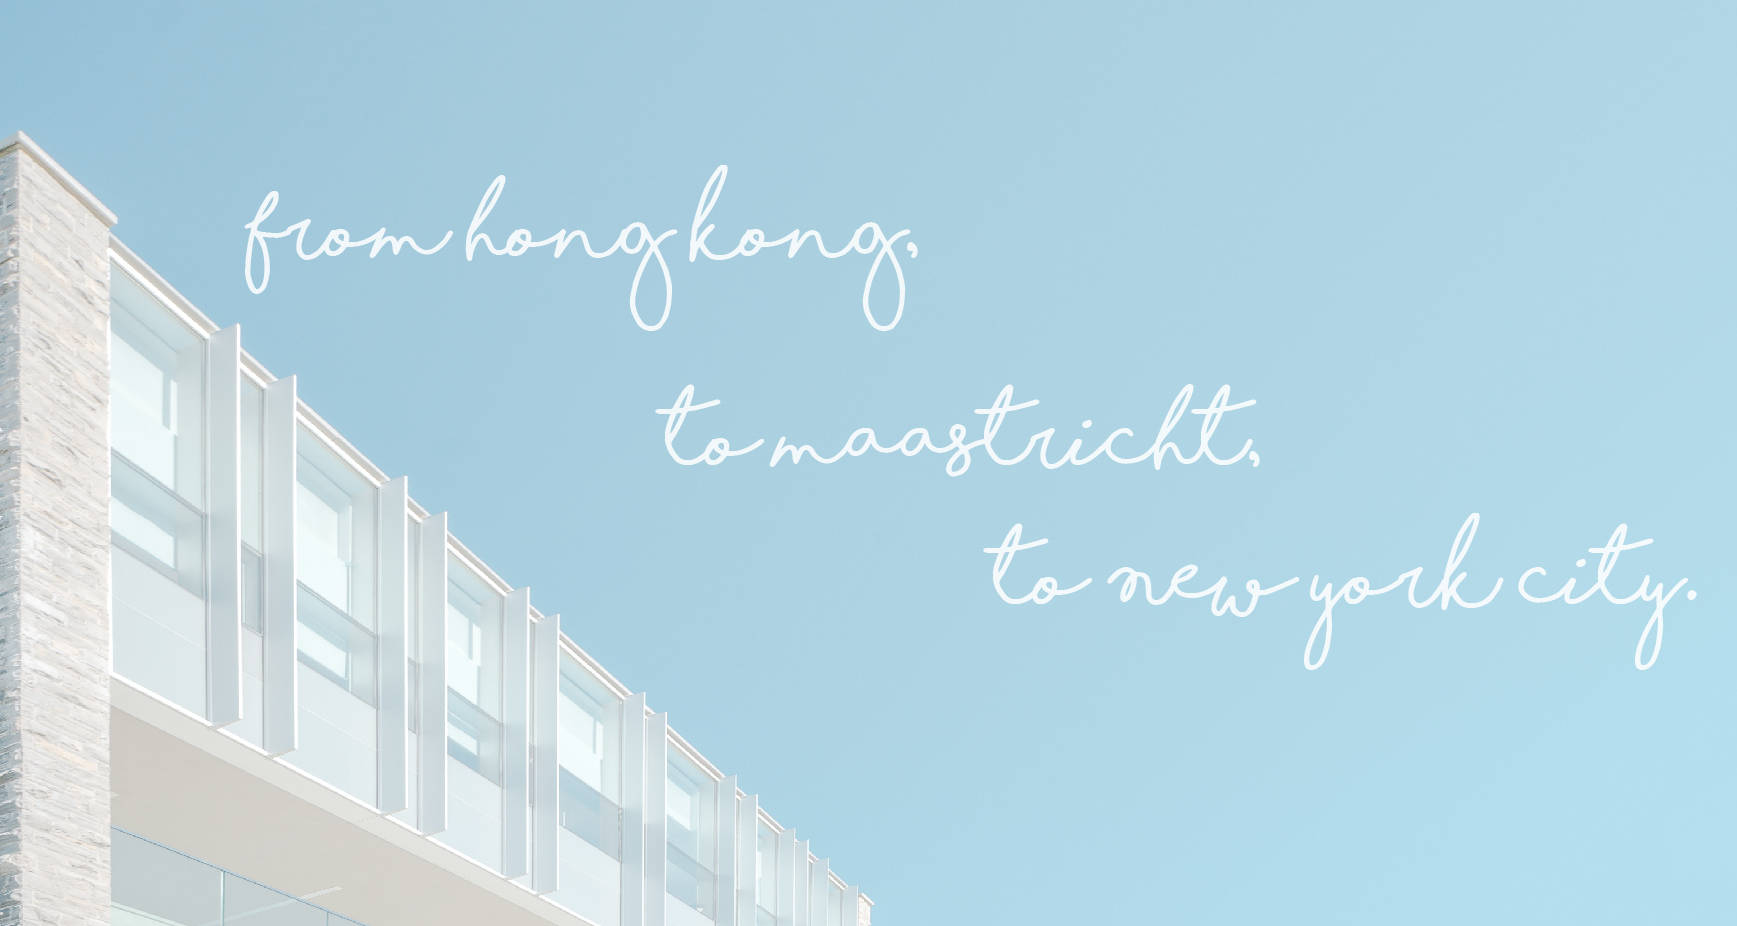 from hong kong,
to maastricht,
to new york city.